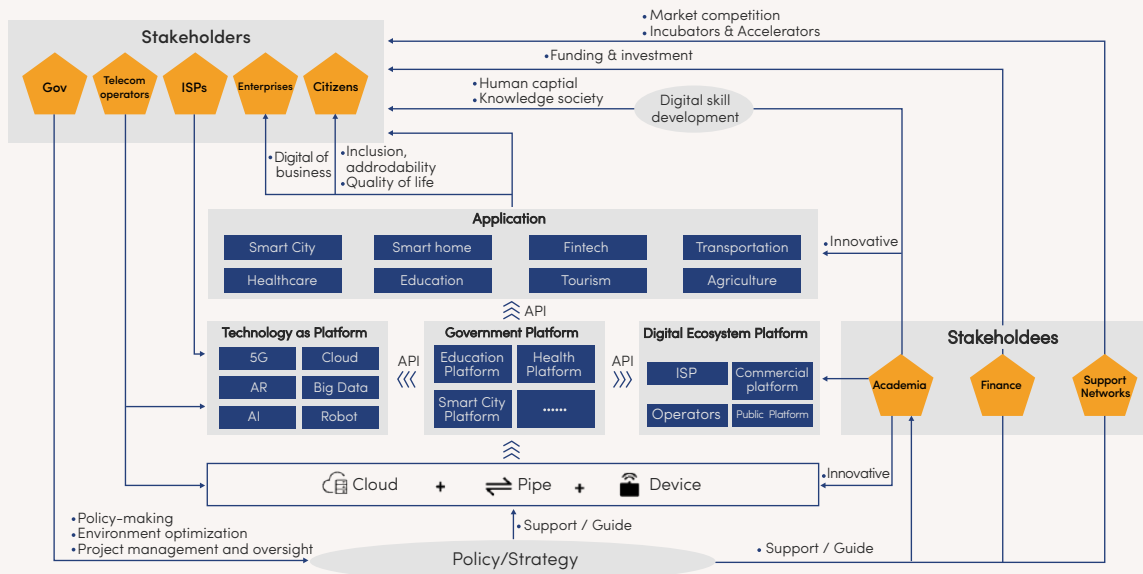 Stakeholders
Gov
Telecom
operators
ISPs
Enterprises
Citizens
• Market competition
• Incubators & Accelerators
• Funding & investment
• Human captial
• Knowledge society
Digital skill
development
• Digital of
business
• Inclusion,
addrodability
• Quality of life
Application
Smart City
Smart home
Fintech
Transportation
Healthcare
Education
Tourism
Agriculture
• Innovative
API
Technology as Platform
5G
Cloud
AR
Big Data
AI
Robot
API
Government Platform
Education
Platform
Health
Platform
Smart City
Platform
......
API
Digital Ecosystem Platform
ISP
Commercial
platform
Operators
Public Platform
Stakeholdees
Academia
Finance
Support
Networks
• Innovative
Cloud + Pipe + Device
• Policy-making
• Environment optimization
• Project management and oversight
• Support / Guide
Policy/Strategy
• Support / Guide